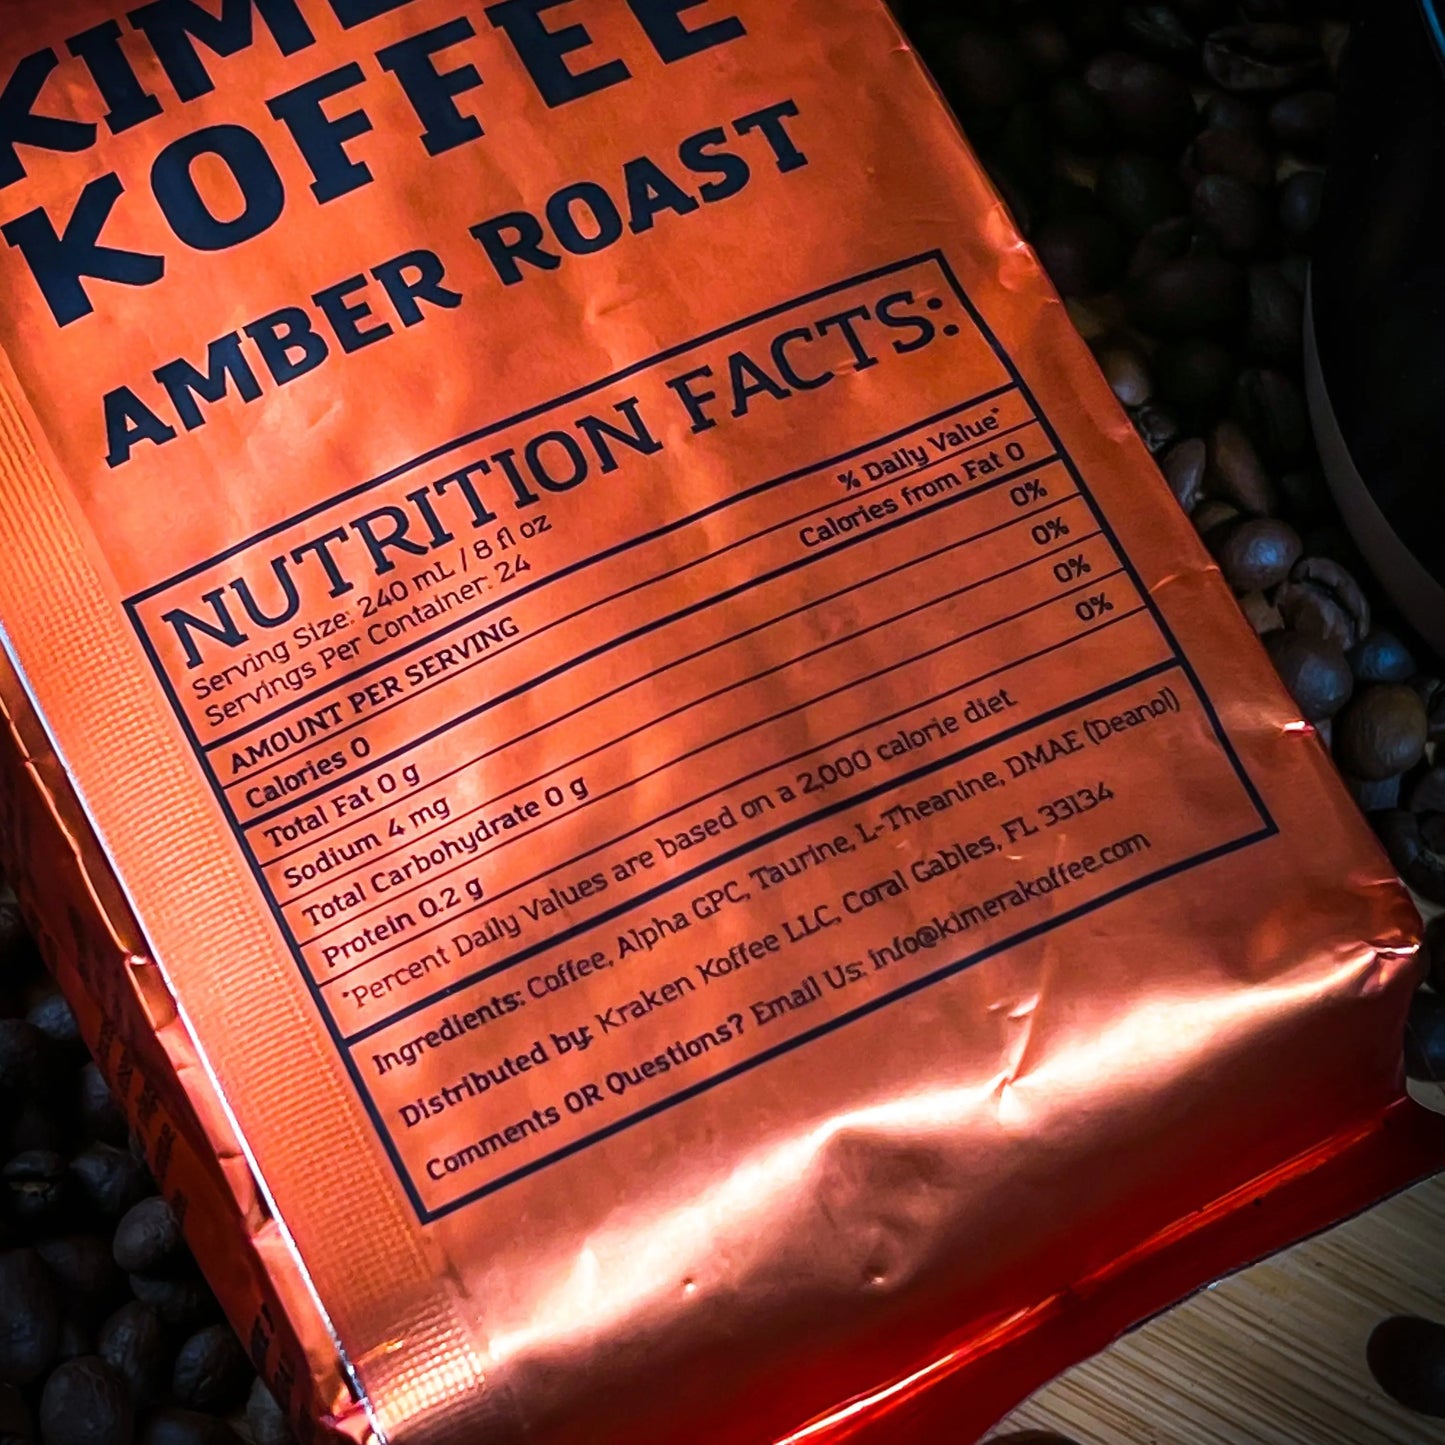 KOFFEE
AMBER ROAST
NUTRITION FACTS:
Serving Size: 240 mL / 8 fl oz
Servings Per Container: 24
% Daily Value*
AMOUNT PER SERVING
Calories 0 Calories from Fat 0
Total Fat 0 g 0%
Sodium 4 mg 0%
Total Carbohydrate 0 g 0%
Protein 0.2 g 0%
*Percent Daily Values are based on a 2,000 calorie diet
Ingredients: Coffee, Alpha GPC, Taurine, L-Theanine, DMAE (Deanol)
Distributed by: Kraken Koffee LLC, Coral Gables, FL 33134
Comments OR Questions? Email Us: info@kimerakoffee.com